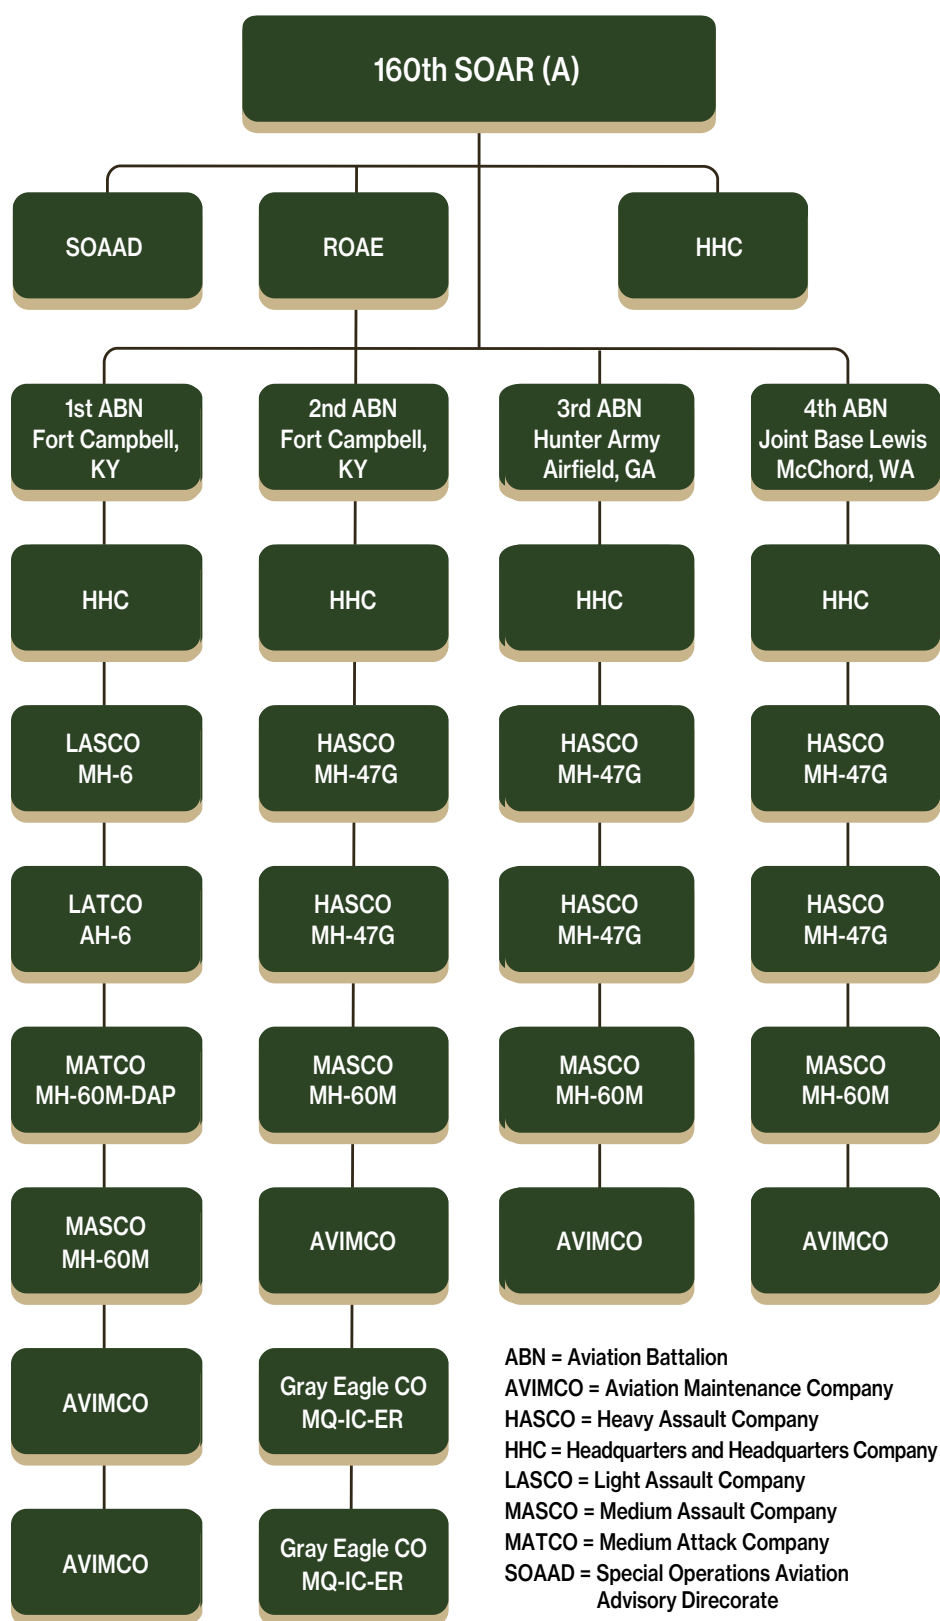 160th SOAR (A)
SOAAD
ROAE
HHC
1st ABN
Fort Campbell,
KY
2nd ABN
Fort Campbell,
KY
3rd ABN
Hunter Army
Airfield, GA
4th ABN
Joint Base Lewis
McChord, WA
HHC
HHC
HHC
HHC
LASCO
MH-6
HASCO
MH-47G
HASCO
MH-47G
HASCO
MH-47G
LATCO
AH-6
HASCO
MH-47G
HASCO
MH-47G
HASCO
MH-47G
MATCO
MH-60M-DAP
MASCO
MH-60M
MASCO
MH-60M
MASCO
MH-60M
MASCO
MH-60M
AVIMCO
AVIMCO
AVIMCO
AVIMCO
Gray Eagle CO
MQ-IC-ER
AVIMCO
Gray Eagle CO
MQ-IC-ER
ABN = Aviation Battalion
AVIMCO = Aviation Maintenance Company
HASCO = Heavy Assault Company
HHC = Headquarters and Headquarters Company
LASCO = Light Assault Company
MASCO = Medium Assault Company
MATCO = Medium Attack Company
SOAAD = Special Operations Aviation
Advisory Direcorate